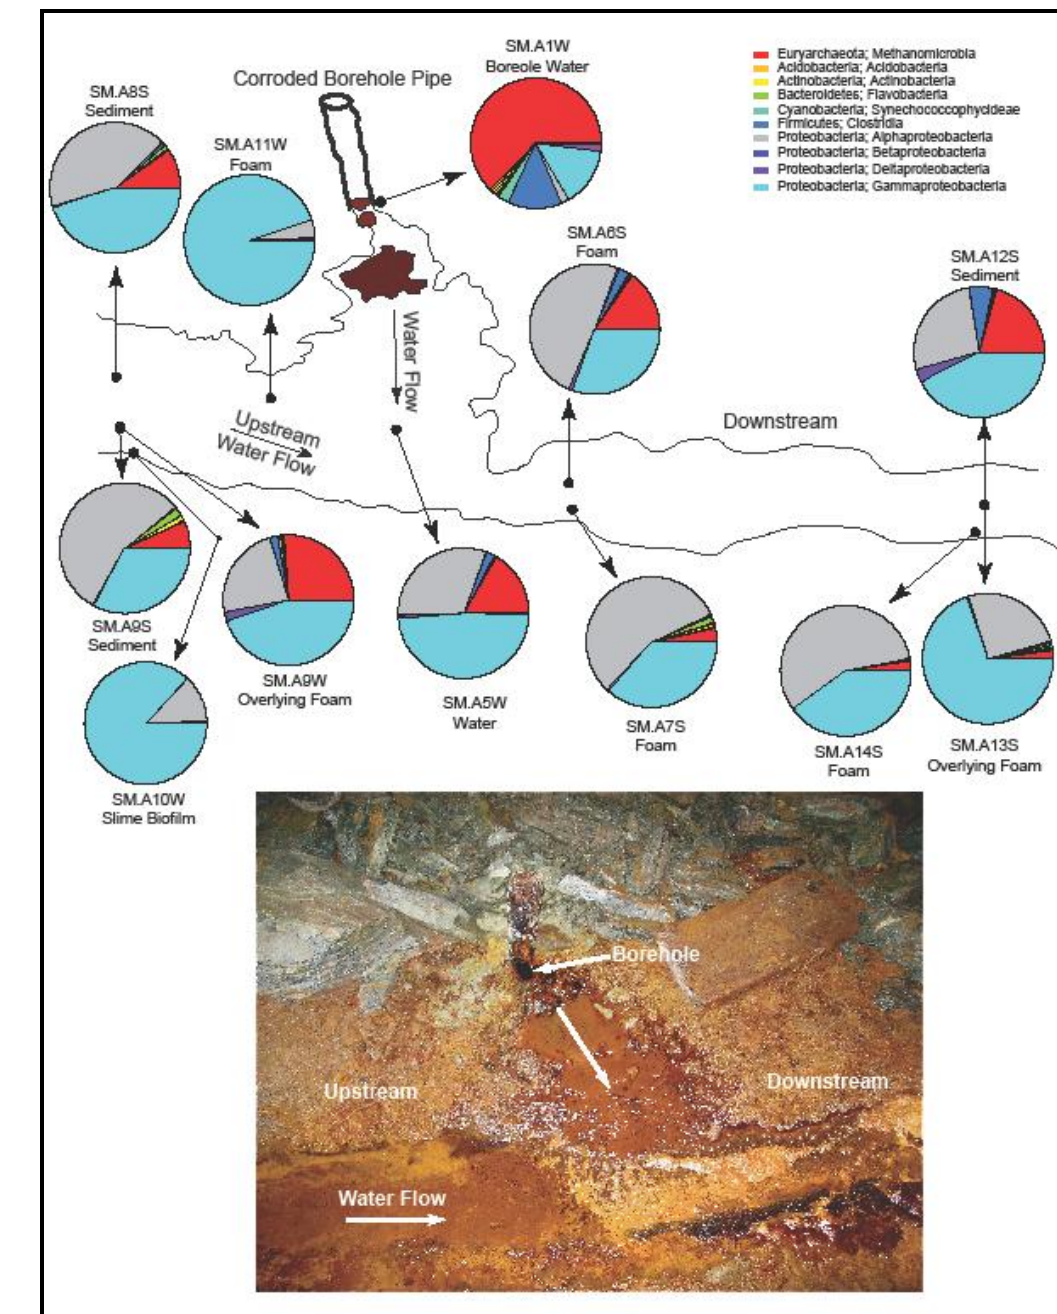 SM.A1W
Boreole Water
Corroded Borehole Pipe
SM.A8S
Sediment
SM.A11W
Foam
Euryarchaeota; Methanomicrobia
Acidobacteria; Acidobacteria
Actinobacteria; Actinobacteria
Bacteroidetes; Flavobacteria
Cyanobacteria; Synechococcophycideae
Firmicutes; Clostridia
Proteobacteria; Alphaproteobacteria
Proteobacteria; Betaproteobacteria
Proteobacteria; Deltaproteobacteria
Proteobacteria; Gammaproteobacteria
SM.A6S
Foam
SM.A12S
Sediment
Water Flow
Upstream
Water Flow
Downstream
SM.A9S
Sediment
SM.A9W
Overlying Foam
SM.A5W
Water
SM.A7S
Foam
SM.A14S
Foam
SM.A13S
Overlying Foam
SM.A10W
Slime Biofilm
Borehole
Upstream
Downstream
Water Flow